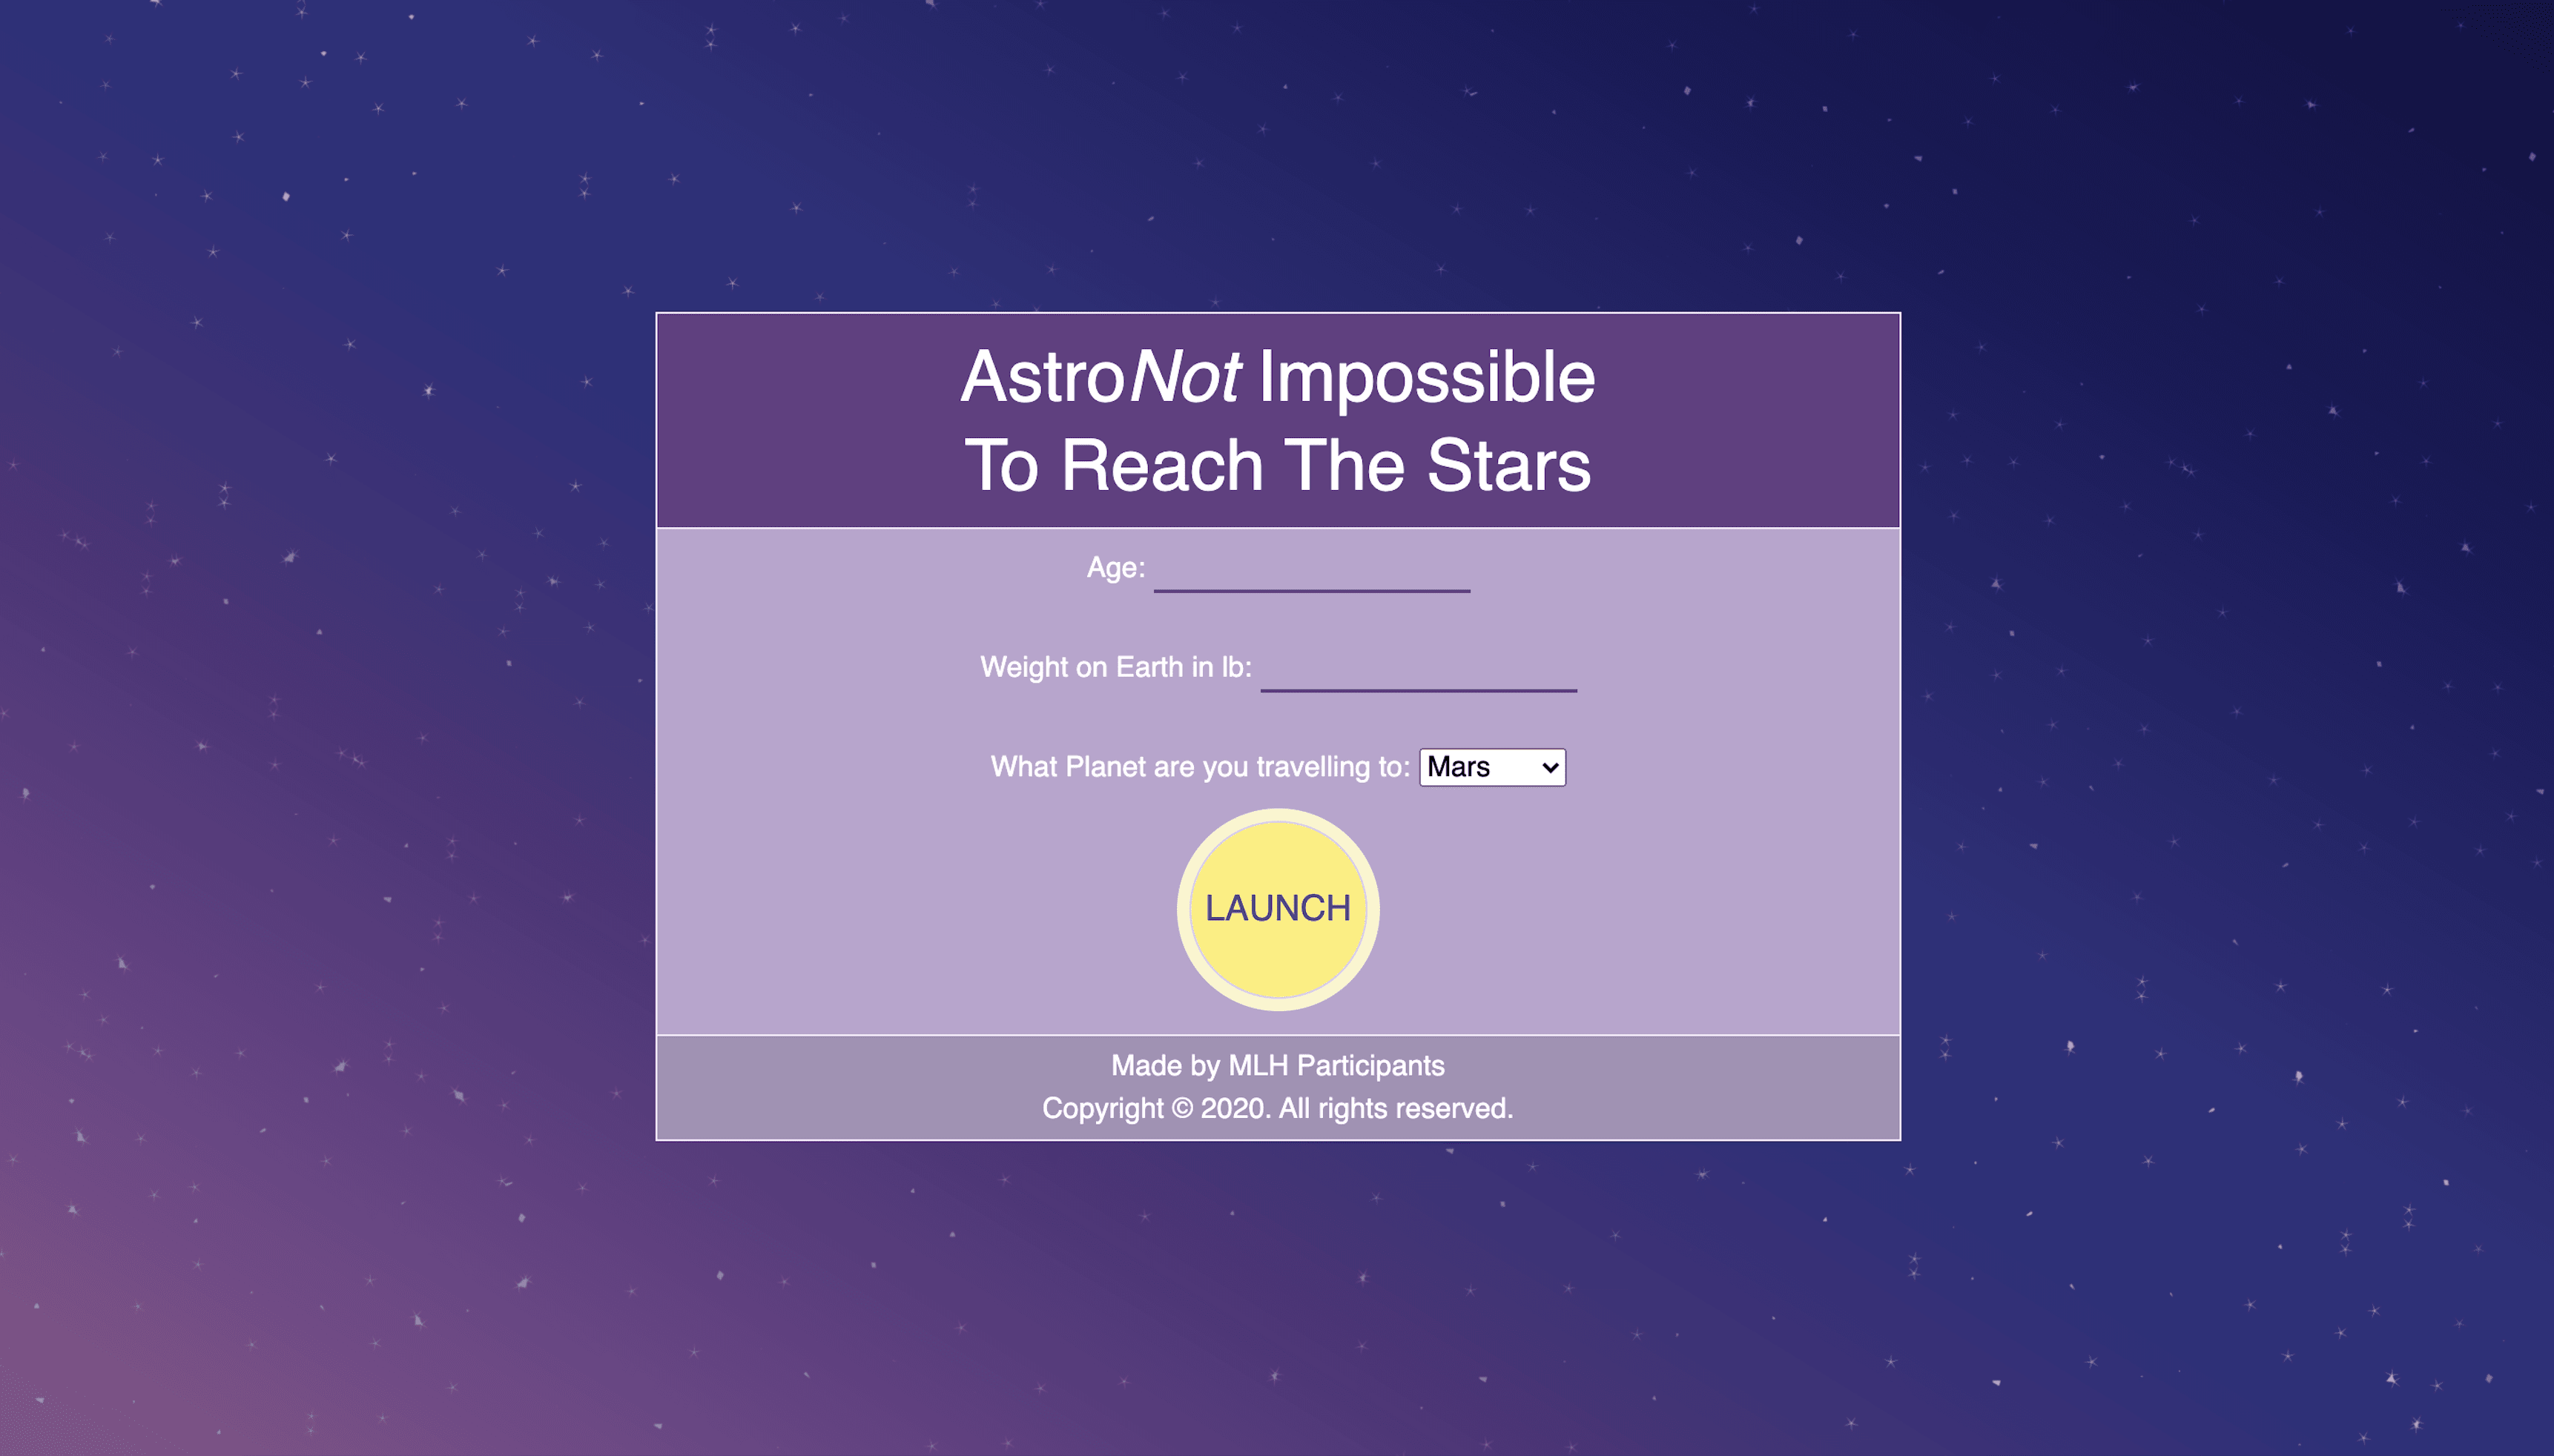 AstroNot Impossible
To Reach The Stars
Age:
Weight on Earth in lb:
What Planet are you travelling to: Mars
LAUNCH
Made by MLH Participants
Copyright © 2020. All rights reserved.